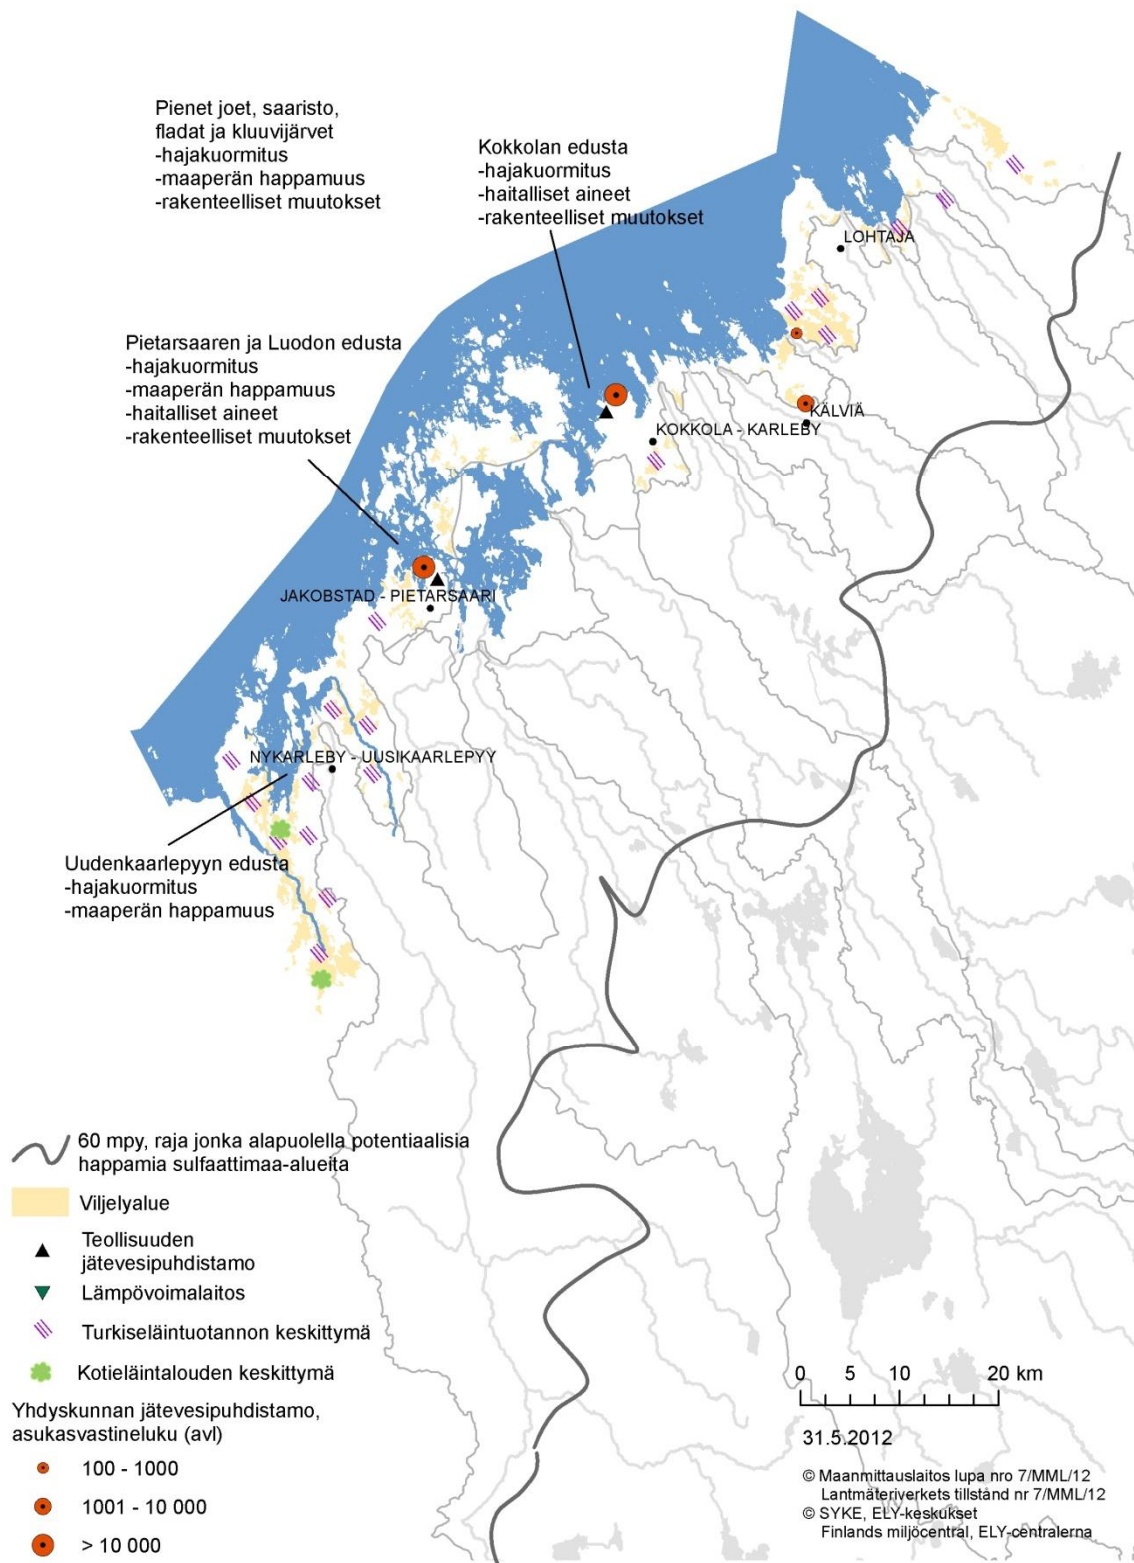 Pienet joet, saaristo,
fladat ja kluuvijärvet
-hajakuormitus
-maaperän happamuus
-rakenteelliset muutokset
Kokkolan edusta
-hajakuormitus
-haitalliset aineet
-rakenteelliset muutokset
LOHTAJA
Pietarsaaren ja Luodon edusta
-hajakuormitus
-maaperän happamuus
-haitalliset aineet
-rakenteelliset muutokset
KÄLVIÄ
KOKKOLA - KARLEBY
JAKOBSTAD - PIETARSAARI
NYKARLEBY - UUSIKAARLEPYY
Uudenkaarlepyyn edusta
-hajakuormitus
-maaperän happamuus
60 mpy, raja jonka alapuolella potentiaalisia
happamia sulfaattimaa-alueita
Viljelyalue
Teollisuuden
jätevesipuhdistamo
Lämpövoimalaitos
Turkiseläintuotannon keskittymä
Kotieläintalouden keskittymä
Yhdyskunnan jätevesipuhdistamo,
asukasvastineluku (avl)
100 - 1000
1001 - 10 000
> 10 000
0 5 10 20 km
31.5.2012
© Maanmittauslaitos lupa nro 7/MML/12
Lantmäteriverkets tillstånd nr 7/MML/12
© SYKE, ELY-keskukset
Finlands miljöcentral, ELY-centralerna